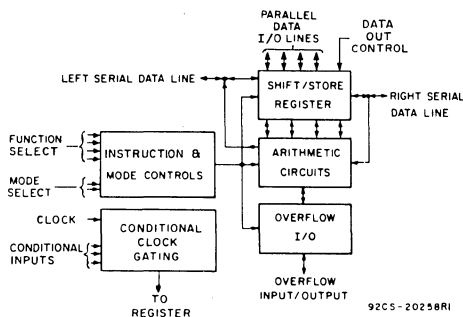 PARALLEL
DATA
I/O LINES
DATA
OUT
CONTROL
LEFT SERIAL DATA LINE
SHIFT/STORE
REGISTER
RIGHT SERIAL
DATA LINE
FUNCTION
SELECT
INSTRUCTION &
MODE CONTROLS
MODE
SELECT
ARITHMETIC
CIRCUITS
CLOCK
CONDITIONAL
INPUTS
CONDITIONAL
CLOCK
GATING
OVERFLOW
I/O
TO
REGISTER
OVERFLOW
INPUT/OUTPUT
92CS-20258R1